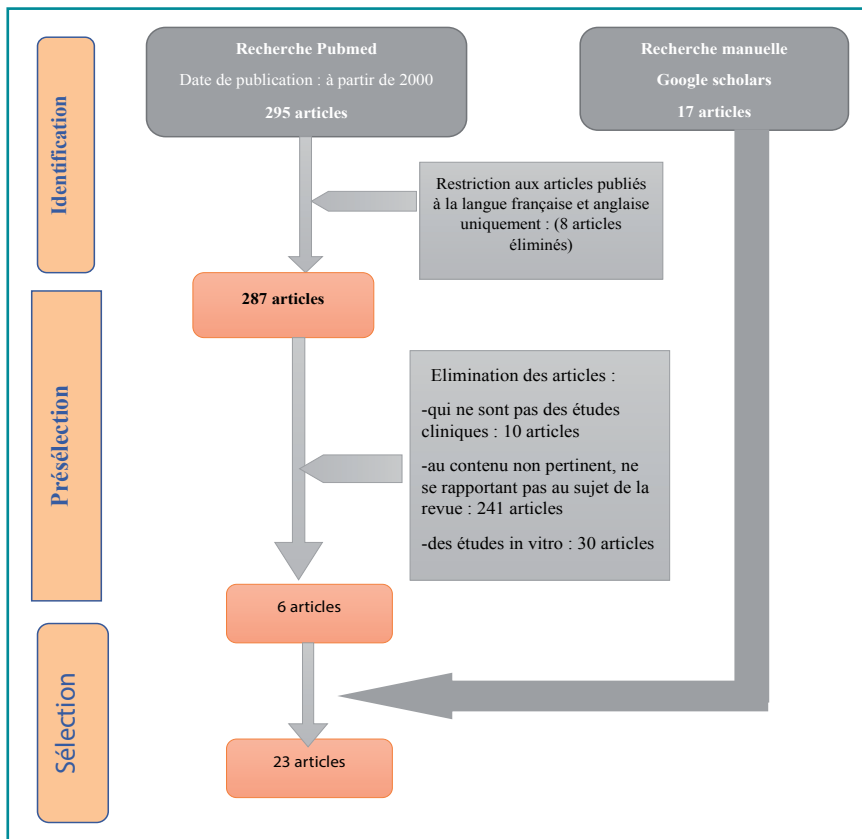 Identification
Recherche Pubmed
Date de publication : à partir de 2000
295 articles
Recherche manuelle
Google scholars
17 articles
Restriction aux articles publiés
à la langue française et anglaise
uniquement : (8 articles
éliminés)
287 articles
Présélection
Elimination des articles :
-qui ne sont pas des études
cliniques : 10 articles
-au contenu non pertinent, ne
se rapportant pas au sujet de la
revue : 241 articles
-des études in vitro : 30 articles
6 articles
Sélection
23 articles